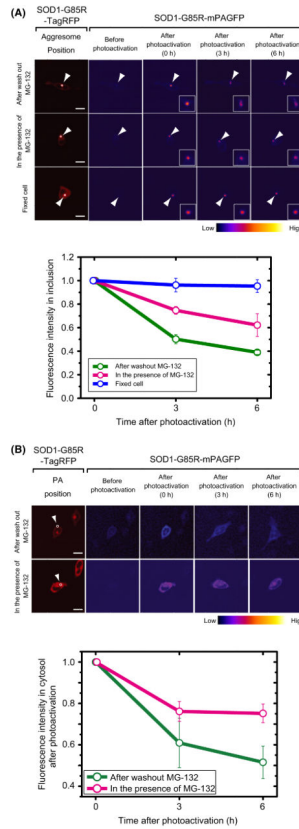 (A)
SOD1-G85R
-TagRFP
SOD1-G85R-mPAGFP
Aggresome
Position
Before
photoactivation
After
photoactivation
(0 h)
After
photoactivation
(3 h)
After
photoactivation
(6 h)
After wash out
MG-132
In the presence of
MG-132
Fixed cell
Low
High
Fluorescence intensity in inclusion
1.2
1.0
0.8
0.6
0.4
0.2
0.0
After washout MG-132
In the presence of MG-132
Fixed cell
0
3
6
Time after photoactivation (h)
(B)
SOD1-G85R
-TagRFP
SOD1-G85R-mPAGFP
PA
position
Before
photoactivation
After
photoactivation
(0 h)
After
photoactivation
(3 h)
After
photoactivation
(6 h)
After wash out
MG-132
In the presence of
MG-132
Low
High
Fluorescence intensity in cytosol
after photoactivation
1.0
0.8
0.6
0.4
After washout MG-132
In the presence of MG-132
0
3
6
Time after photoactivation (h)